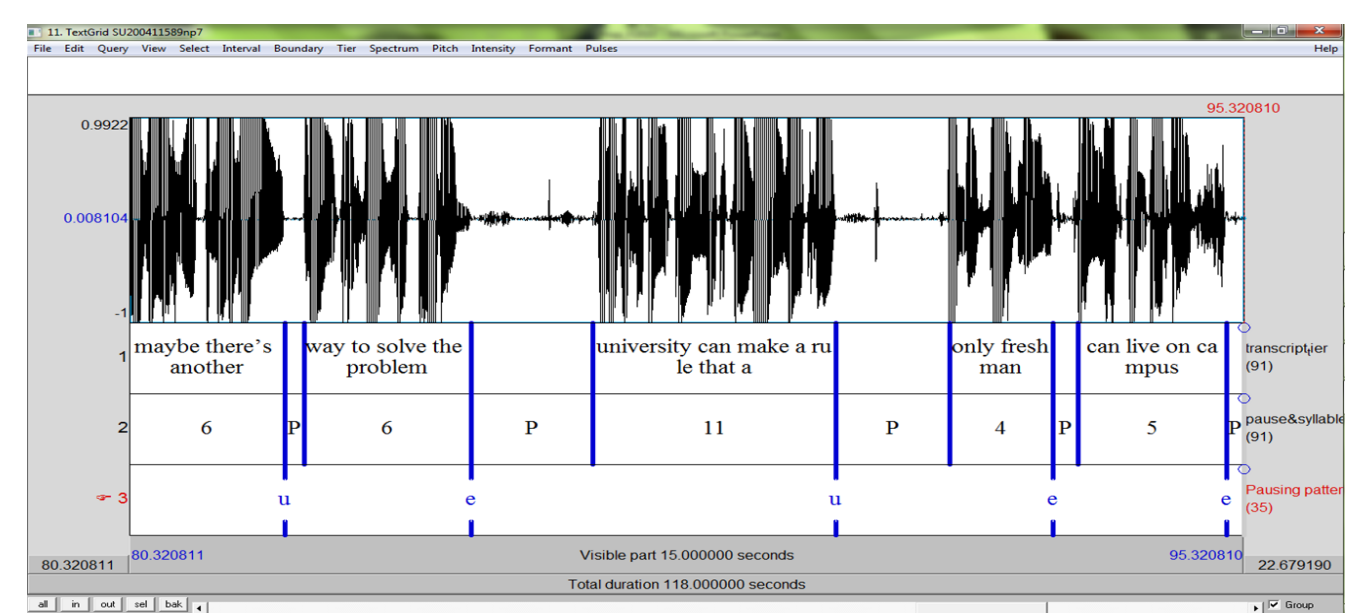 11. TextGrid SU200411589np7
File Edit Query View Select Interval Boundary Tier Spectrum Pitch Intensity Formant Pulses Help
95.320810
0.9922
0.008104
-1
1 maybe there's another way to solve the problem university can make a ru le that a only fresh man can live on ca mpus transcript tier (91)
2 6 P 6 P 11 P 4 P 5 P pause&syllable (91)
3 u e u e e Pausing patter (35)
80.320811 80.320811 Visible part 15.000000 seconds 95.320810 22.679190
Total duration 118.000000 seconds
all in out sel bak Group